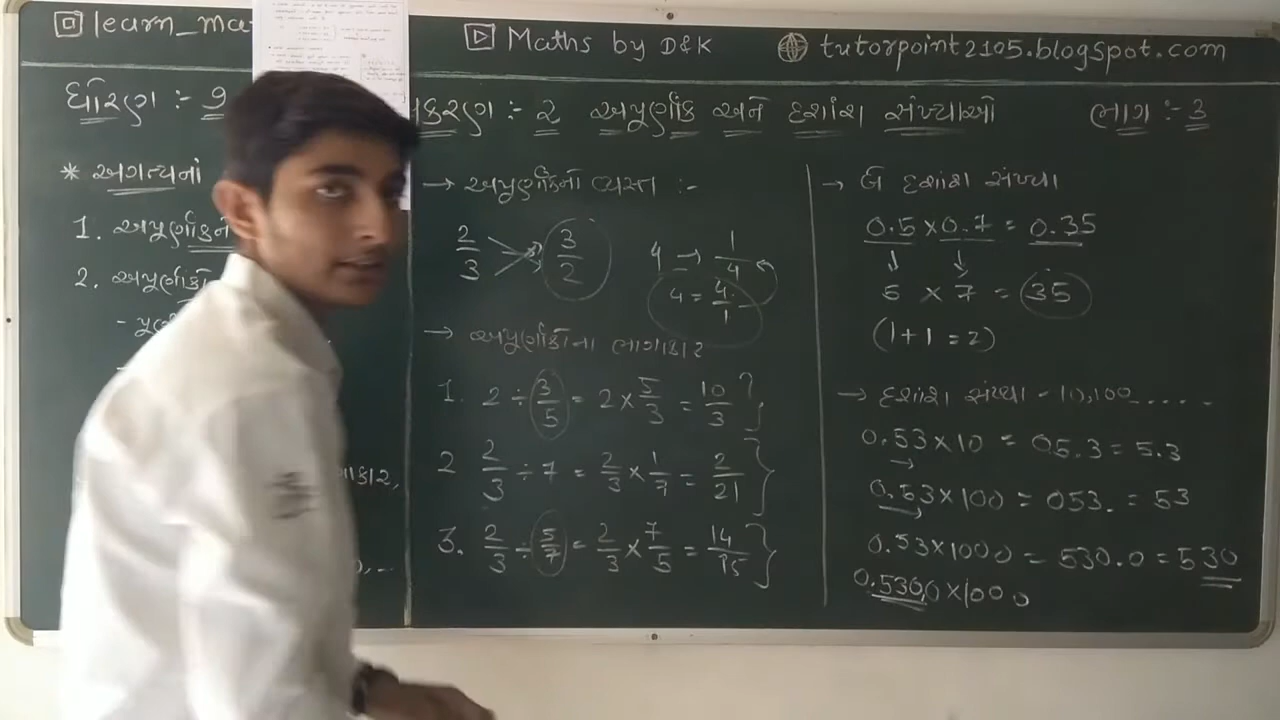 learn_ma
Maths by D&K
tutorpoint2105.blogspot.com
ધોરણ :- ૭
પ્રકરણ :- ૨ અપૂર્ણાંક અને દશાંશ સંખ્યાઓ
ભાગ :- ૩
* અગત્યનાં
1. અપૂર્ણાંકને
2. અપૂર્ણાંકો
→ અપૂર્ણાંકનો વ્યસ્ત :-
2/3 3/2
4 → 1/4
4 = 4/1
→ અપૂર્ણાંકોના ભાગાકાર
1. 2 ÷ 3/5 = 2 × 5/3 = 10/3
2 2/3 ÷ 7 = 2/3 × 1/7 = 2/21
3. 2/3 ÷ 5/7 = 2/3 × 7/5 = 14/15
→ બે દશાંશ સંખ્યા
0.5 × 0.7 = 0.35
5 × 7 = 35
(1+1=2)
→ દશાંશ સંખ્યા - 10,100.....
0.53×10 = 05.3 = 5.3
0.53×100 = 053. = 53
0.53×1000 = 530.0 = 530
0.5300×1000